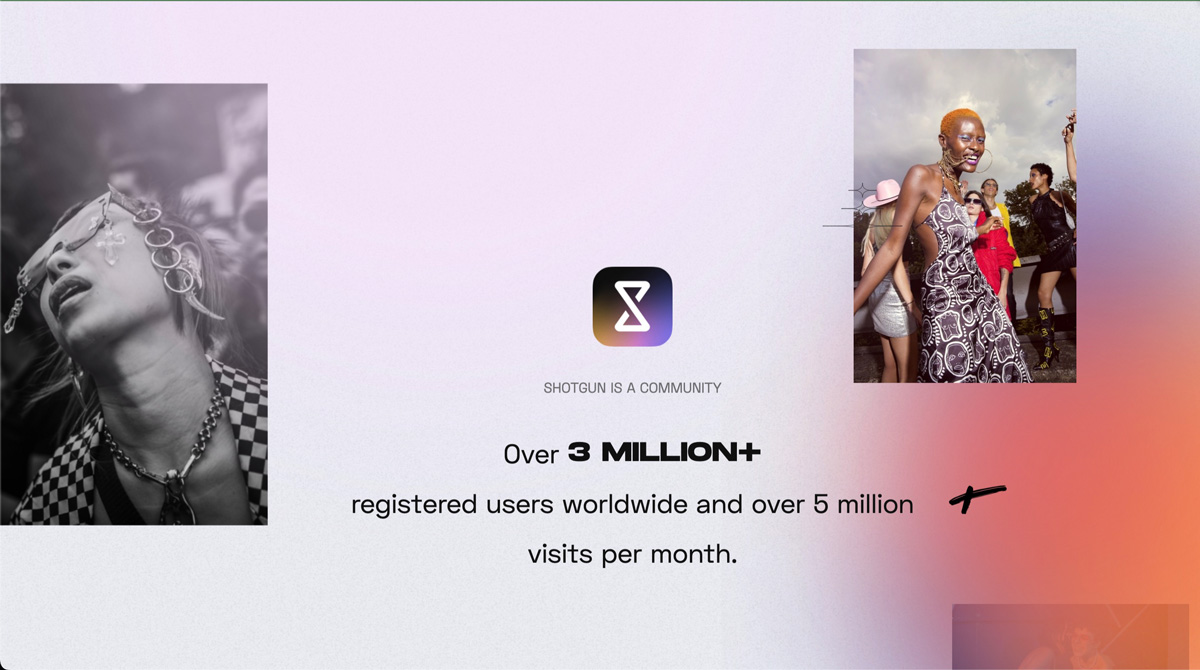 SHOTGUN IS A COMMUNITY
Over 3 MILLION+
registered users worldwide and over 5 million
visits per month.